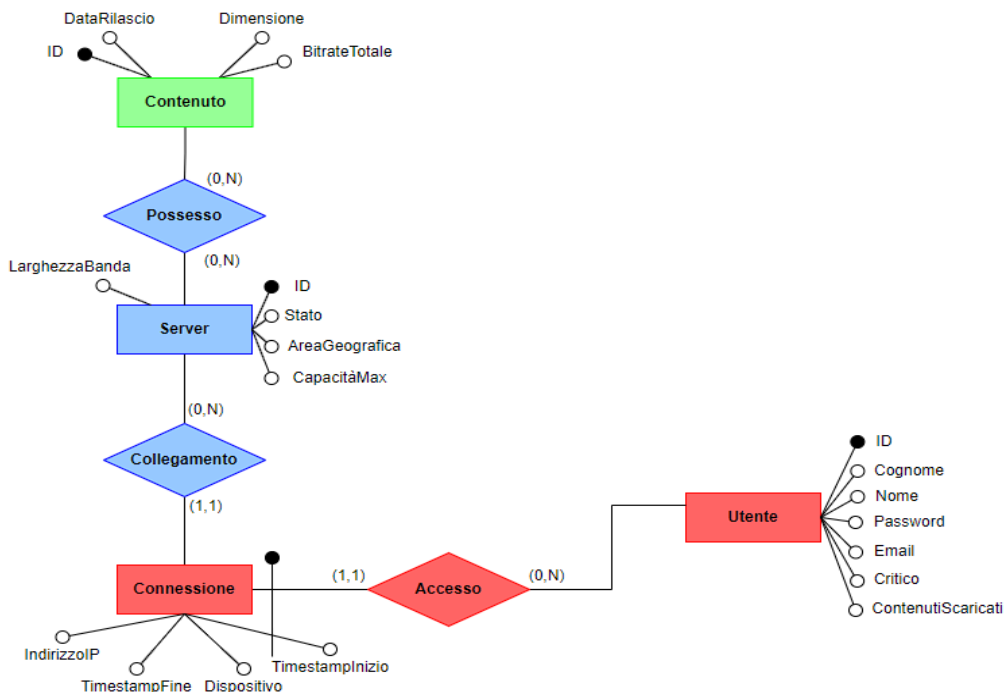 DataRilascio
Dimensione
ID
BitrateTotale
Contenuto
(0,N)
Possesso
(0,N)
LarghezzaBanda
ID
Stato
Server
AreaGeografica
CapacitàMax
(0,N)
Collegamento
(1,1)
ID
Cognome
Nome
Utente
Password
Email
Critico
ContenutiScaricati
Connessione
(1,1)
Accesso
(0,N)
IndirizzoIP
TimestampInizio
TimestampFine
Dispositivo